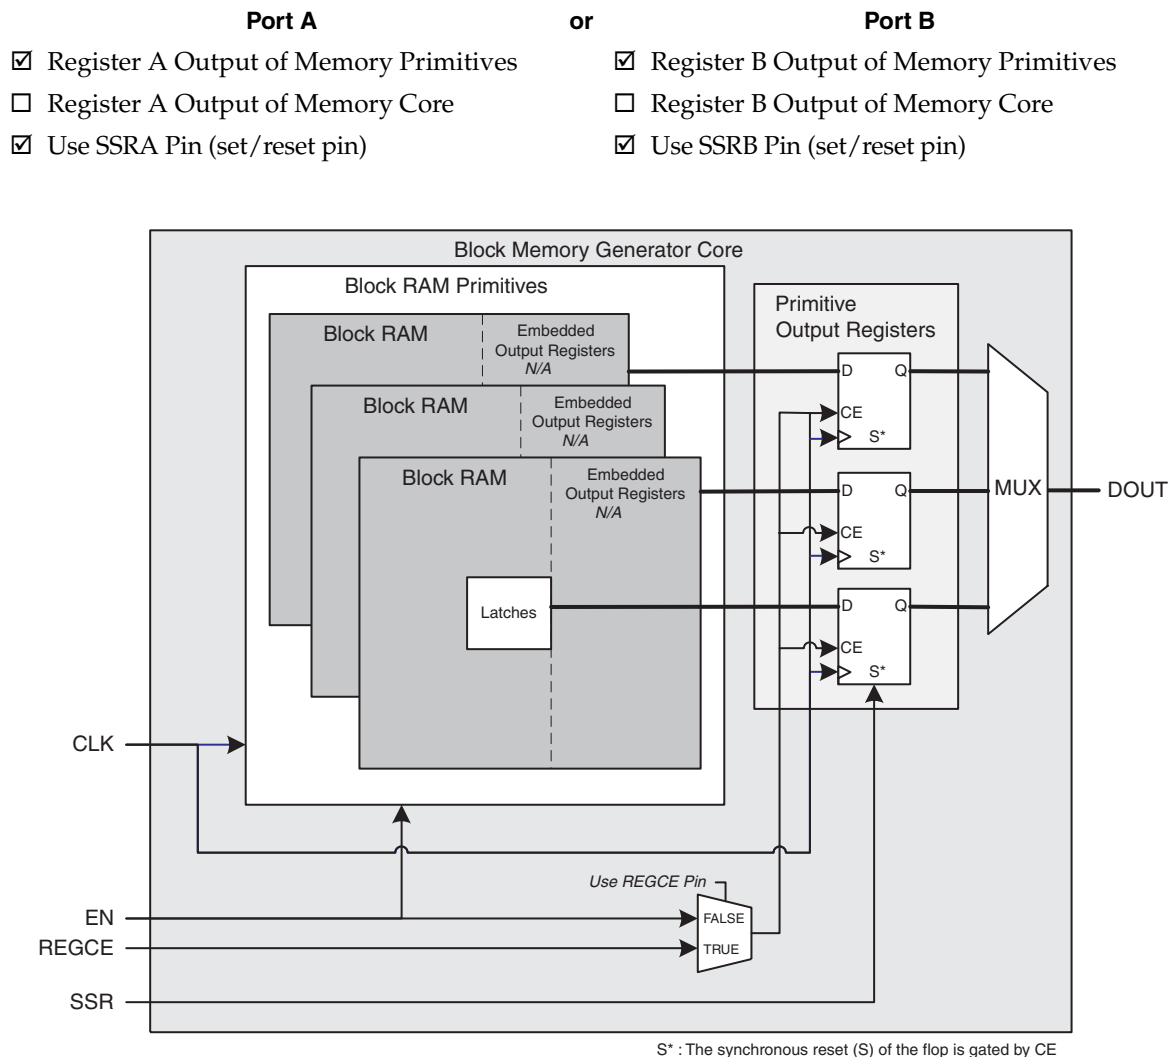 Port A or Port B
☑ Register A Output of Memory Primitives
☐ Register A Output of Memory Core
☑ Use SSRA Pin (set/reset pin)
☑ Register B Output of Memory Primitives
☐ Register B Output of Memory Core
☑ Use SSRB Pin (set/reset pin)
Block Memory Generator Core
Block RAM Primitives
Block RAM
Embedded
Output Registers
N/A
Block RAM
Embedded
Output Registers
N/A
Block RAM
Embedded
Output Registers
N/A
Latches
Primitive
Output Registers
D Q
CE
S*
D Q
CE
S*
D Q
CE
S*
MUX
DOUT
CLK
Use REGCE Pin
EN
FALSE
REGCE
TRUE
SSR
S* : The synchronous reset (S) of the flop is gated by CE